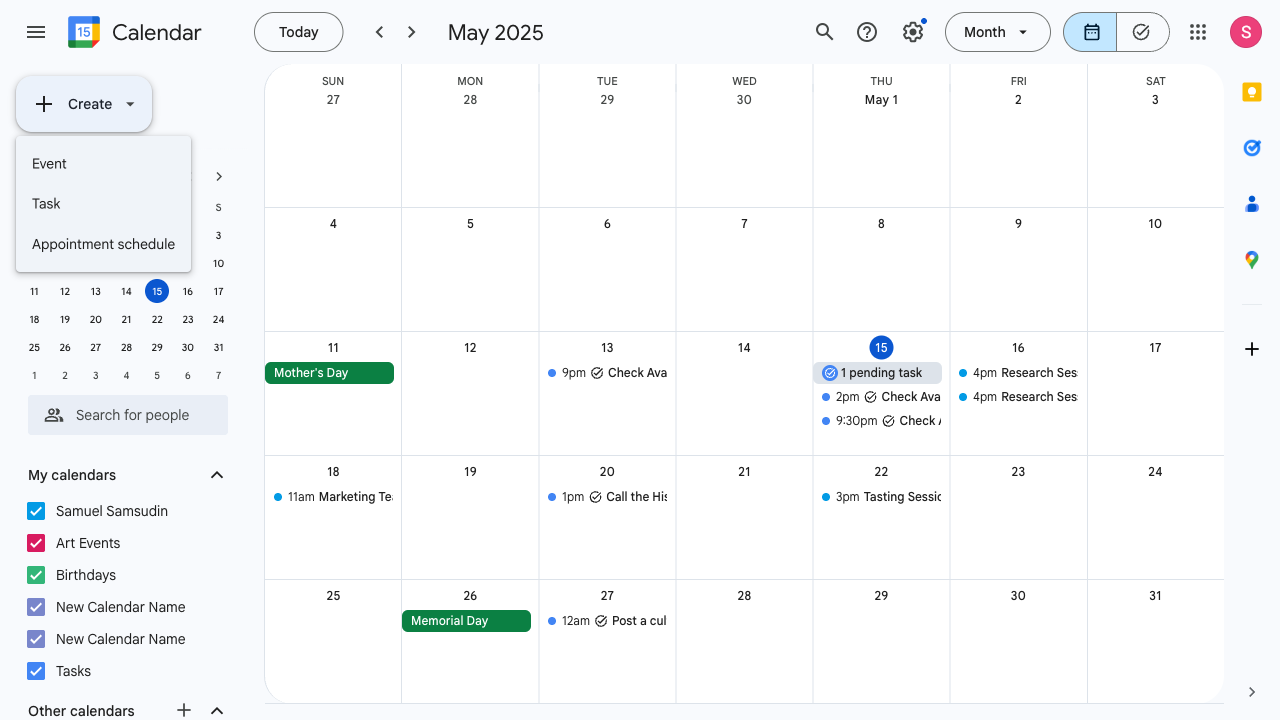 15 Calendar Today May 2025 Month S
Create
Event
Task
Appointment schedule
S
3
10
11 12 13 14 15 16 17
18 19 20 21 22 23 24
25 26 27 28 29 30 31
1 2 3 4 5 6 7
Search for people
My calendars
Samuel Samsudin
Art Events
Birthdays
New Calendar Name
New Calendar Name
Tasks
Other calendars
SUN MON TUE WED THU FRI SAT
27 28 29 30 May 1 2 3
4 5 6 7 8 9 10
11 12 13 14 15 16 17
Mother's Day 9pm Check Ava 1 pending task 4pm Research Ses
2pm Check Ava 4pm Research Ses
9:30pm Check
18 19 20 21 22 23 24
11am Marketing Te 1pm Call the His 3pm Tasting Sessio
25 26 27 28 29 30 31
Memorial Day 12am Post a cul